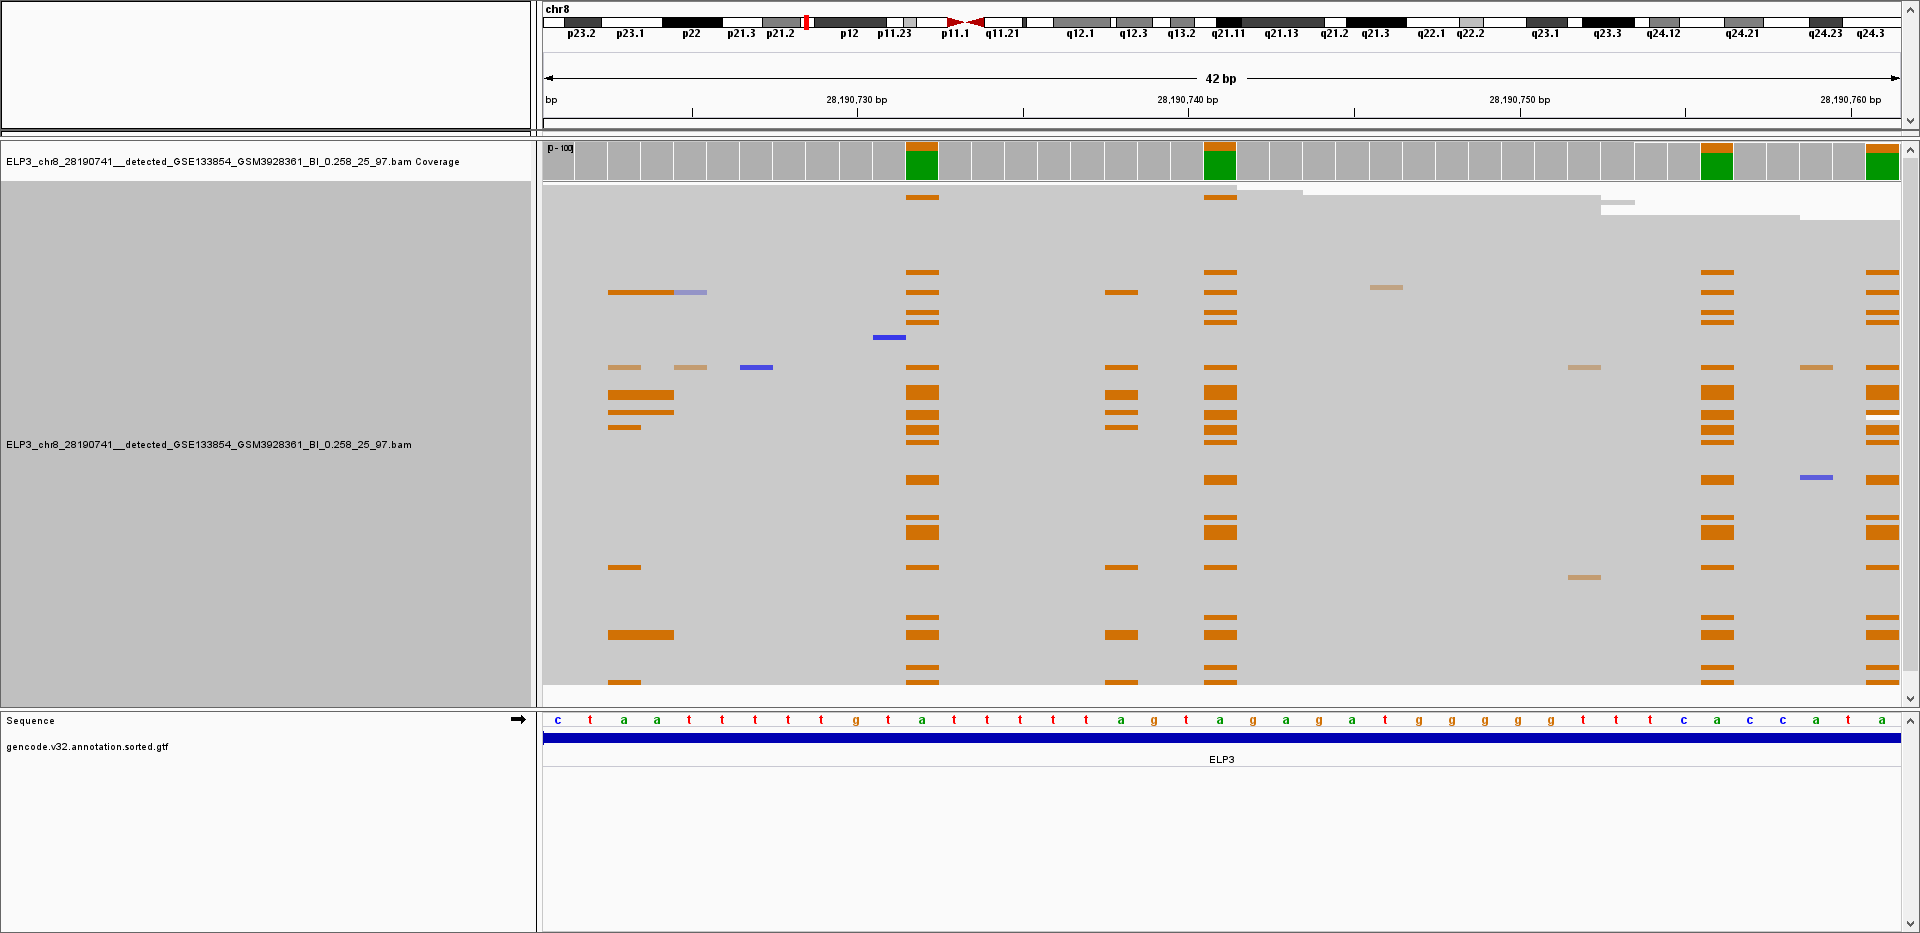 chr8
p23.2 p23.1 p22 p21.3 p21.2 p12 p11.23 p11.1 q11.21 q12.1 q12.3 q13.2 q21.11 q21.13 q21.2 q21.3 q22.1 q22.2 q23.1 q23.3 q24.12 q24.21 q24.23 q24.3
42 bp
bp 28,190,730 bp 28,190,740 bp 28,190,750 bp 28,190,760 bp
[0 - 100]
ELP3_chr8_28190741__detected_GSE133854_GSM3928361_BI_0.258_25_97.bam Coverage
ELP3_chr8_28190741__detected_GSE133854_GSM3928361_BI_0.258_25_97.bam
Sequence c t a a t t t t t g t a t t t t t a g t a g a g a t g g g g g t t t c a c c a t a
gencode.v32.annotation.sorted.gtf
ELP3